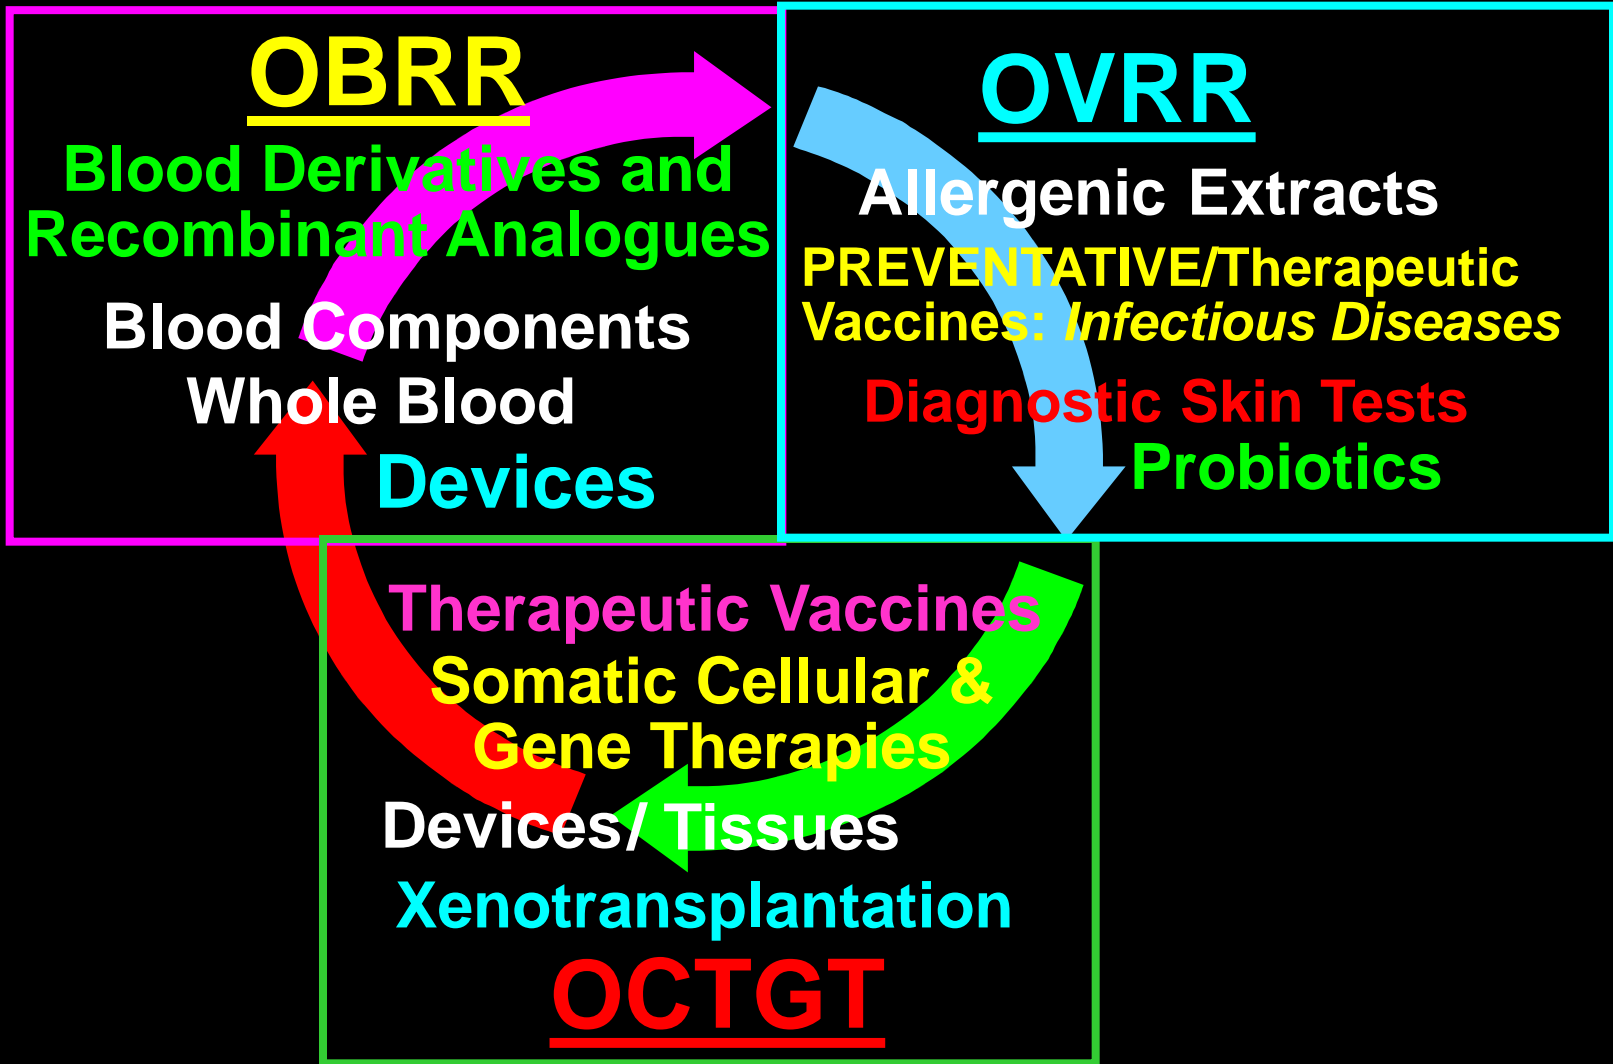 OBRR
Blood Derivatives and
Recombinant Analogues
Blood Components
Whole Blood
Devices
OVRR
Allergenic Extracts
PREVENTATIVE/Therapeutic
Vaccines: Infectious Diseases
Diagnostic Skin Tests
Probiotics
Therapeutic Vaccines
Somatic Cellular &
Gene Therapies
Devices/ Tissues
Xenotransplantation
OCTGT